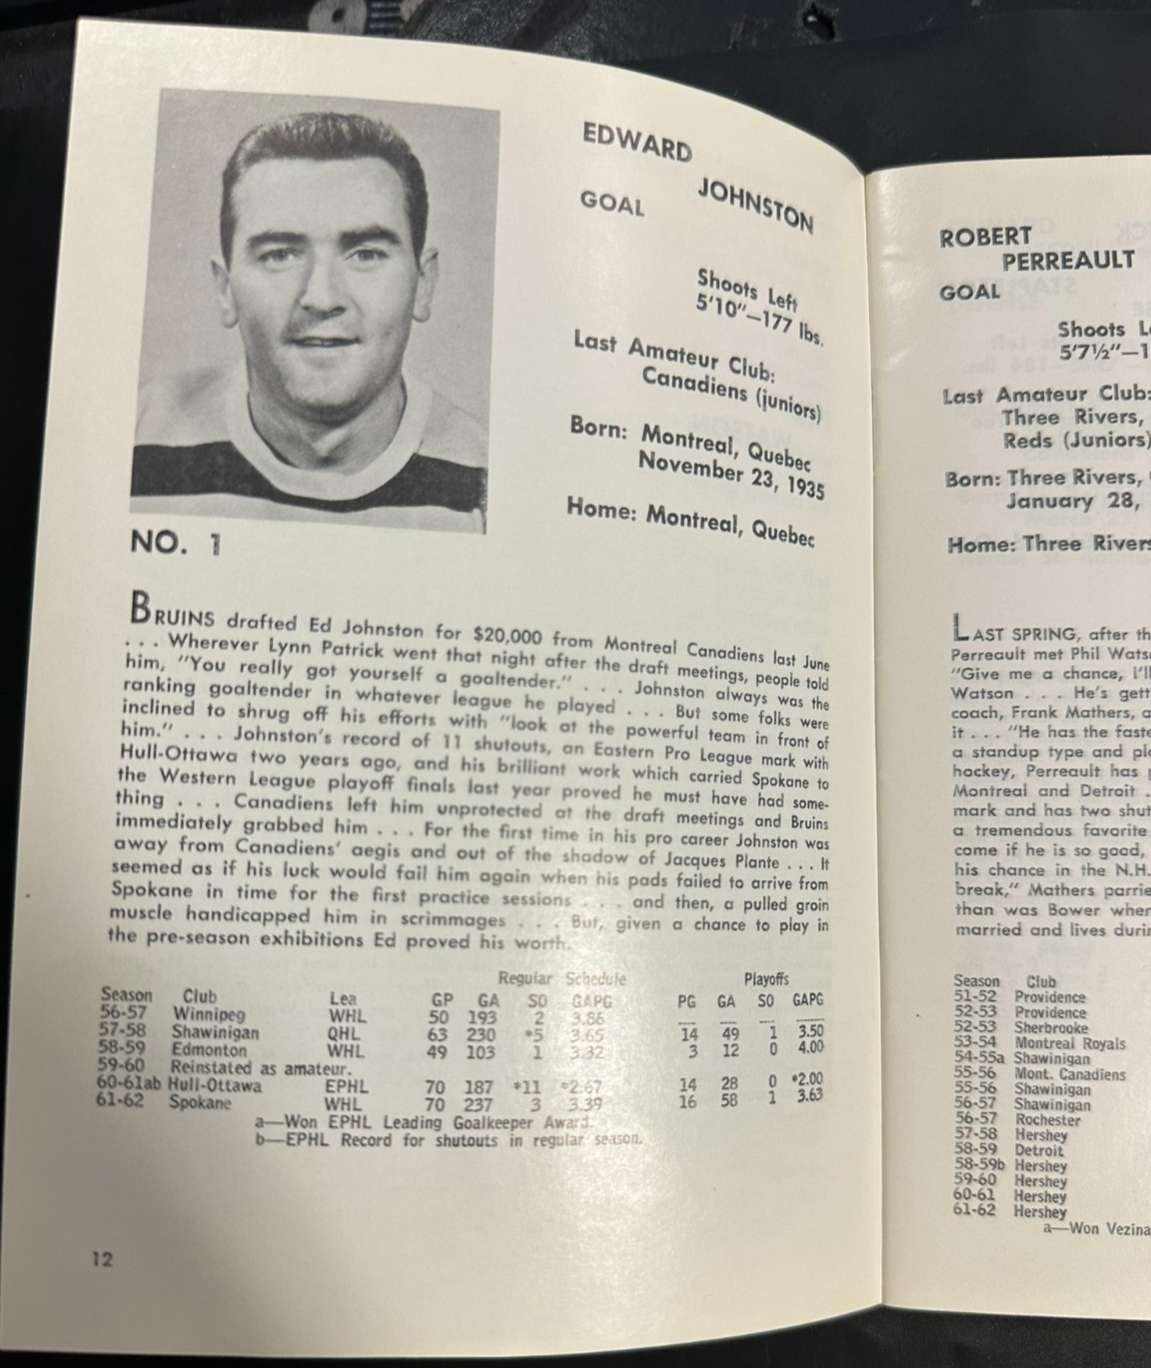 EDWARD
JOHNSTON
GOAL
Shoots Left
5'10"—177 lbs.
Last Amateur Club:
Canadiens (juniors)
Born: Montreal, Quebec
November 23, 1935
Home: Montreal, Quebec
NO. 1
BRUINS drafted Ed Johnston for $20,000 from Montreal Canadiens last June
. . . Wherever Lynn Patrick went that night after the draft meetings, people told
him, "You really got yourself a goaltender." . . . Johnston always was the
ranking goaltender in whatever league he played . . . But some folks were
inclined to shrug off his efforts with "look at the powerful team in front of
him." . . . Johnston's record of 11 shutouts, an Eastern Pro League mark with
Hull-Ottawa two years ago, and his brilliant work which carried Spokane to
the Western League playoff finals last year proved he must have had some-
thing . . . Canadiens left him unprotected at the draft meetings and Bruins
immediately grabbed him . . . For the first time in his pro career Johnston was
away from Canadiens' aegis and out of the shadow of Jacques Plante . . . It
seemed as if his luck would fail him again when his pads failed to arrive from
Spokane in time for the first practice sessions . . . and then, a pulled groin
muscle handicapped him in scrimmages . . . But, given a chance to play in
the pre-season exhibitions Ed proved his worth.
Regular Schedule Playoffs
Season Club Lea GP GA SO GAPG PG GA SO GAPG
56-57 Winnipeg WHL 50 193 2 3.86 — — — —
57-58 Shawinigan QHL 63 230 *5 3.65 14 49 1 3.50
58-59 Edmonton WHL 49 103 1 3.32 3 12 0 4.00
59-60 Reinstated as amateur.
60-61ab Hull-Ottawa EPHL 70 187 *11 *2.67 14 28 0 *2.00
61-62 Spokane WHL 70 237 3 3.39 16 58 1 3.63
a—Won EPHL Leading Goalkeeper Award.
b—EPHL Record for shutouts in regular season.
12
ROBERT
PERREAULT
GOAL
Shoots
5'7½"—1
Last Amateur Club:
Three Rivers,
Reds (Juniors)
Born: Three Rivers,
January 28,
Home: Three Rivers
LAST SPRING, after th
Perreault met Phil Wats
"Give me a chance, I'll
Watson . . . He's gett
coach, Frank Mathers, a
it . . . "He has the faste
a standup type and pla
hockey, Perreault has
Montreal and Detroit .
mark and has two shut
a tremendous favorite
come if he is so good,
his chance in the N.H.
break," Mathers parrie
than was Bower when
married and lives durin
Season Club
51-52 Providence
52-53 Providence
52-53 Sherbrooke
53-54 Montreal Royals
54-55a Shawinigan
55-56 Mont. Canadiens
55-56 Shawinigan
56-57 Shawinigan
56-57 Rochester
57-58 Hershey
58-59 Detroit
58-59b Hershey
59-60 Hershey
60-61 Hershey
61-62 Hershey
a—Won Vezina